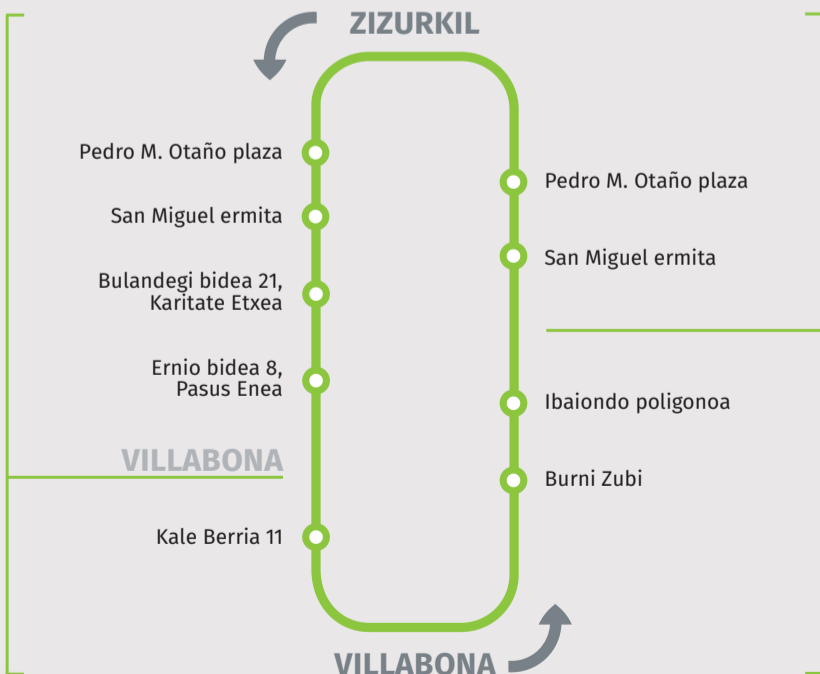 ZIZURKIL
Pedro M. Otaño plaza
San Miguel ermita
Bulandegi bidea 21,
Karitate Etxea
Ernio bidea 8,
Pasus Enea
VILLABONA
Kale Berria 11
Pedro M. Otaño plaza
San Miguel ermita
Ibaiondo poligonoa
Burni Zubi
VILLABONA